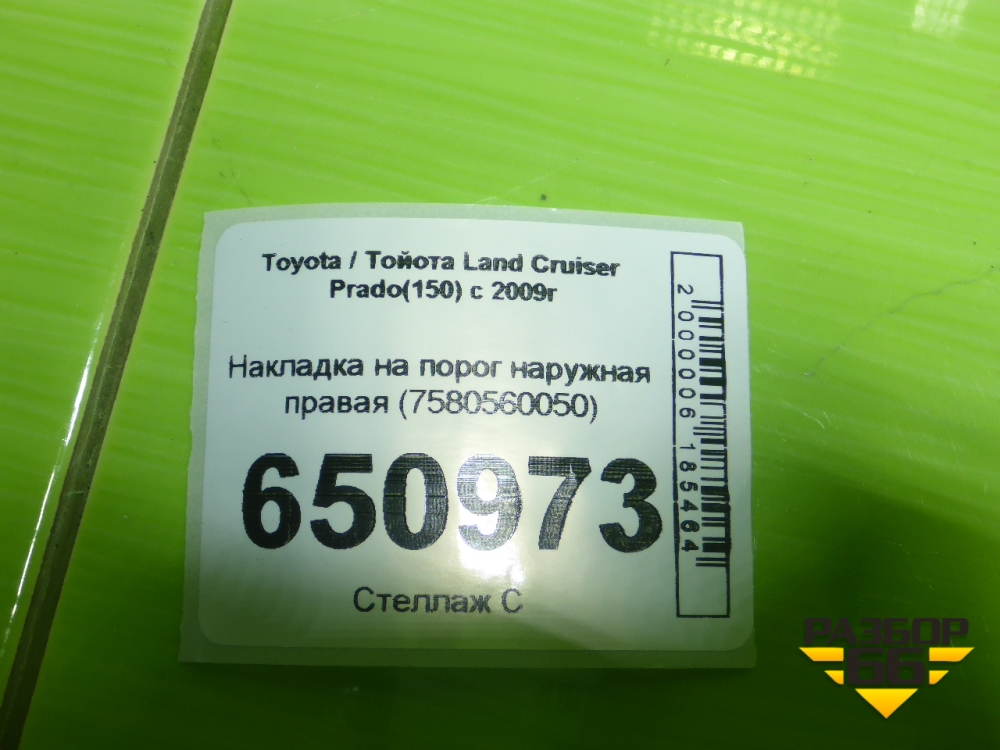 Toyota / Тойота Land Cruiser
Prado(150) с 2009г
Накладка на порог наружная
правая (7580560050)
650973
Стеллаж С
2000006185464
РАЗБОР
66